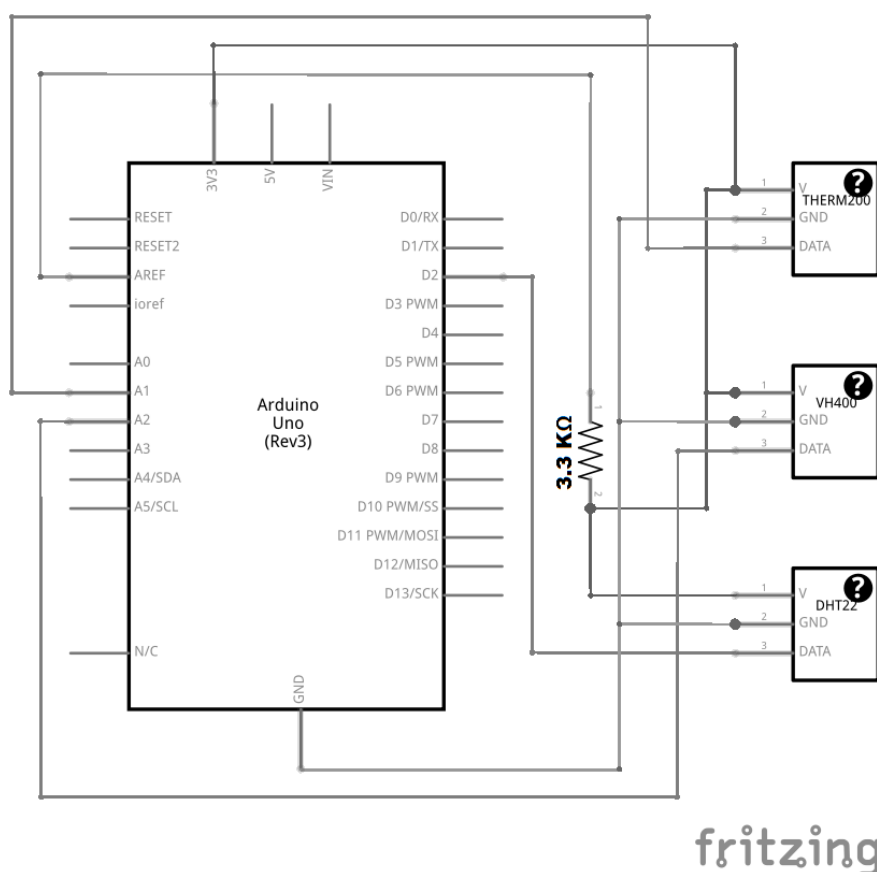 3V3
5V
VIN
RESET
RESET2
AREF
ioref
A0
A1
A2
A3
A4/SDA
A5/SCL
N/C
Arduino
Uno
(Rev3)
D0/RX
D1/TX
D2
D3 PWM
D4
D5 PWM
D6 PWM
D7
D8
D9 PWM
D10 PWM/SS
D11 PWM/MOSI
D12/MISO
D13/SCK
GND
1
3.3 KΩ
2
1 V
THERM200
2 GND
3 DATA
?
1 V
VH400
2 GND
3 DATA
?
1 V
DHT22
2 GND
3 DATA
?
fritzing